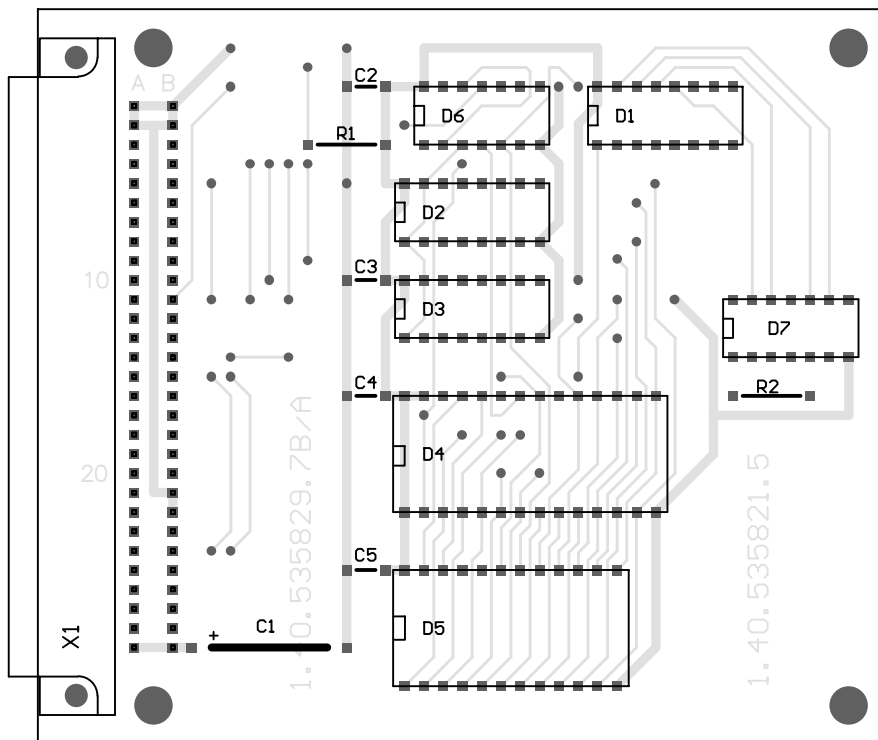 C2
A B
D6
D1
R1
D2
C3
10
D3
D7
C4
R2
D4
20
1.40.535829.7B/A
1.40.535821.5
C5
X1
+
C1
D5